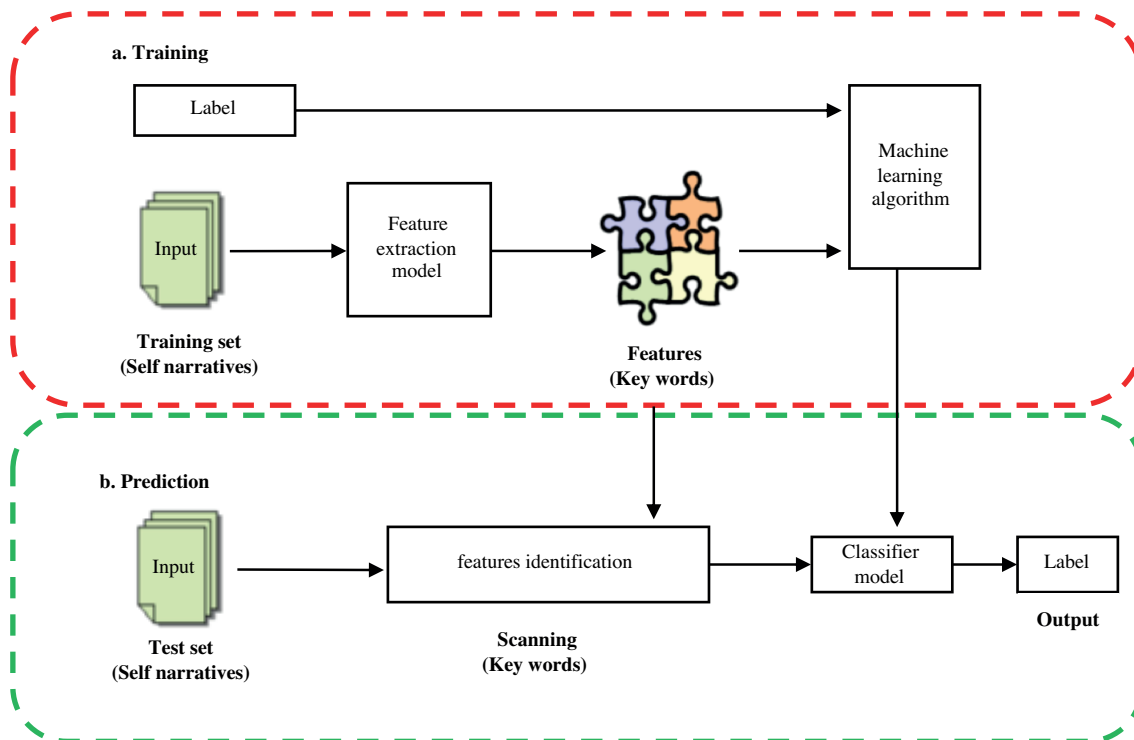 a. Training
Label
Machine
learning
algorithm
Input
Feature
extraction
model
Training set
(Self narratives)
Features
(Key words)
b. Prediction
Input
features identification
Classifier
model
Label
Test set
(Self narratives)
Scanning
(Key words)
Output